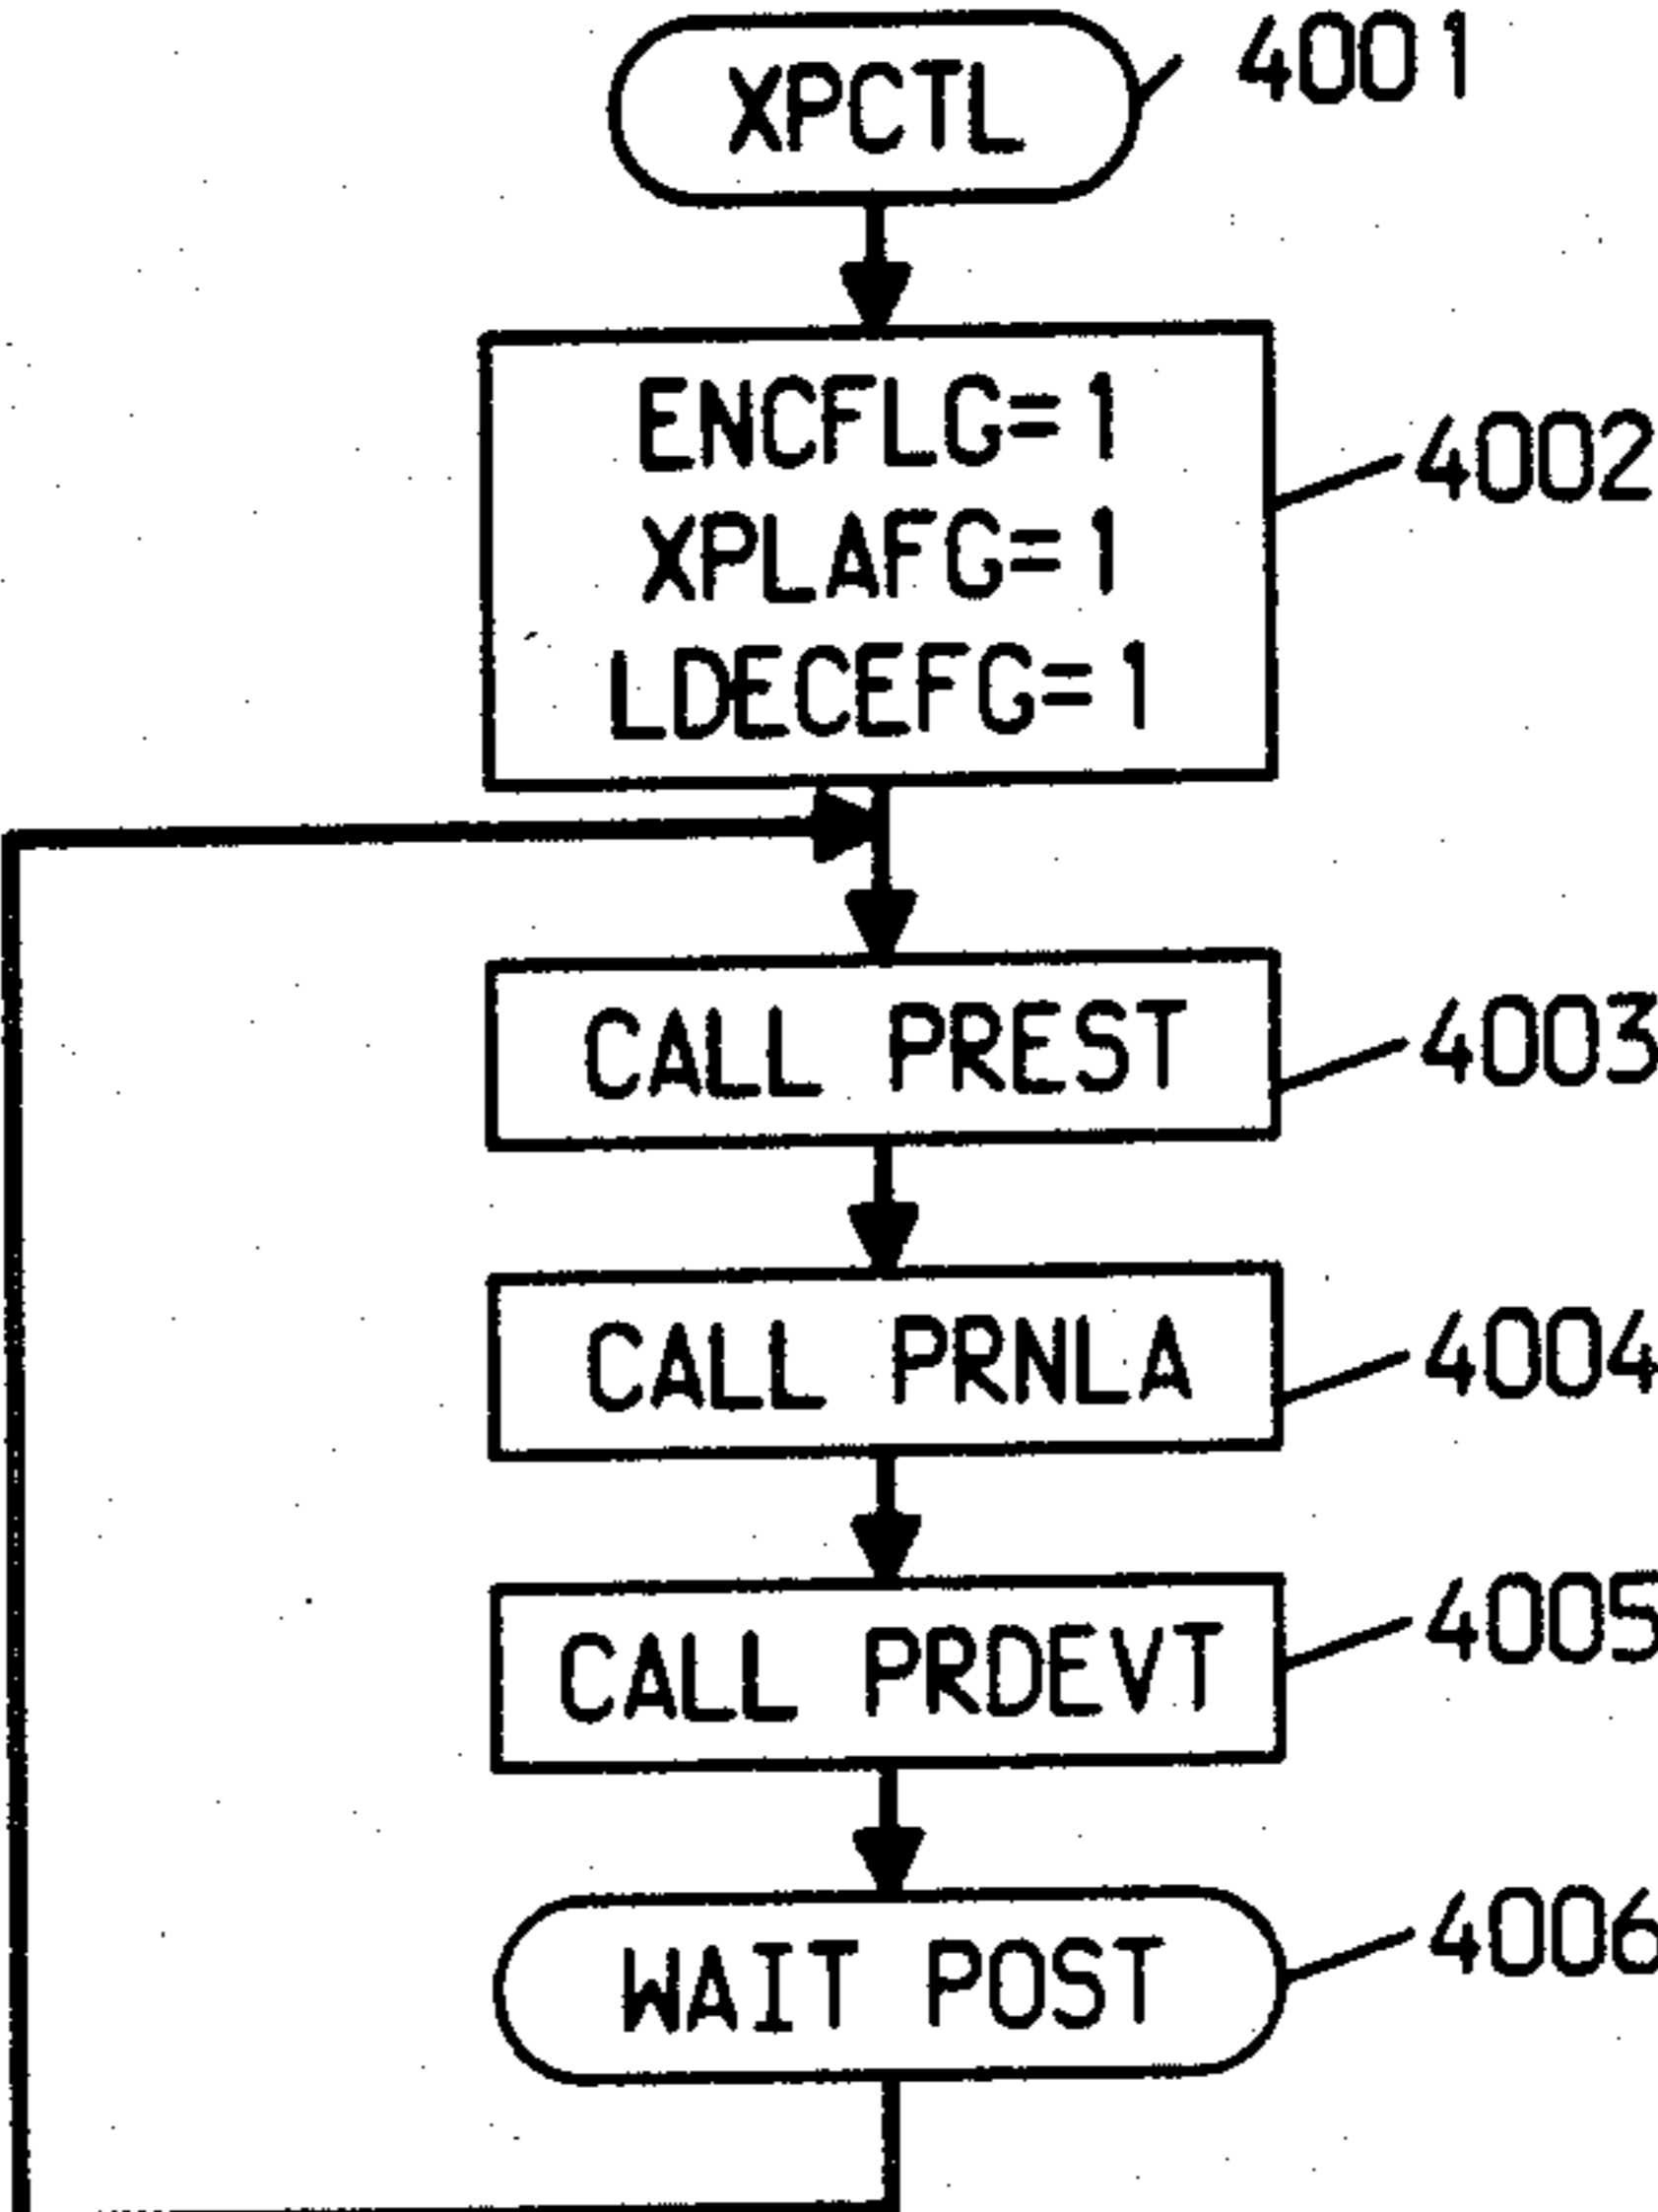 XPCTL 4001
ENCFLG=1
XPLAFG=1
LDECEFG=1
4002
CALL PREST 4003
CALL PRNLA 4004
CALL PRDEVT 4005
WAIT POST 4006